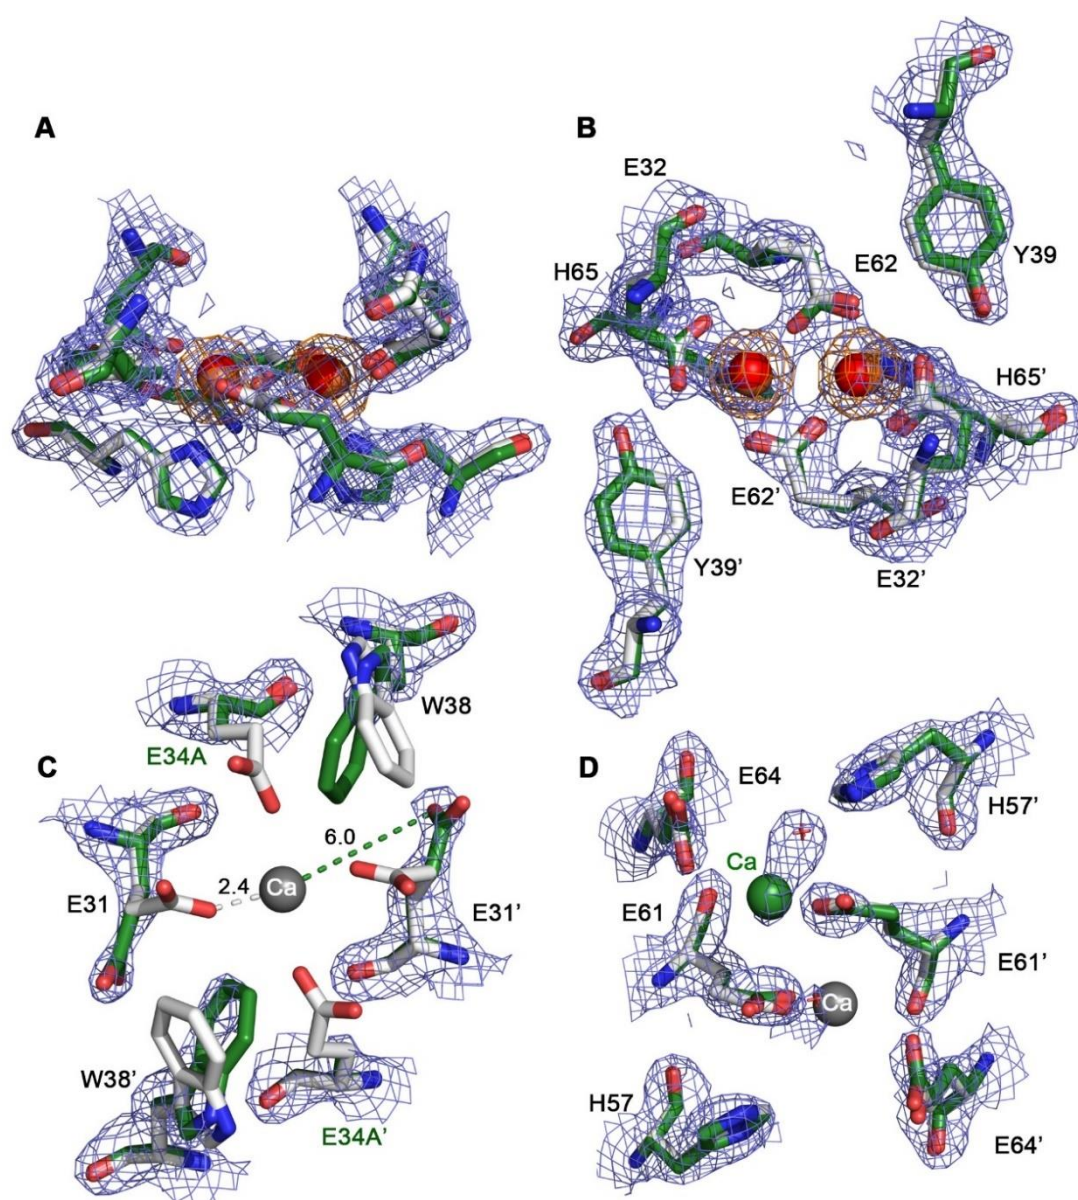 A
B
E32
E62
Y39
H65
H65’
E62’
Y39’
E32’
W38
E34A
C
D
E64
H57’
6.0
Ca
Ca
2.4
E31
E31’
E61
E61’
Ca
W38’
H57
E34A’
E64’